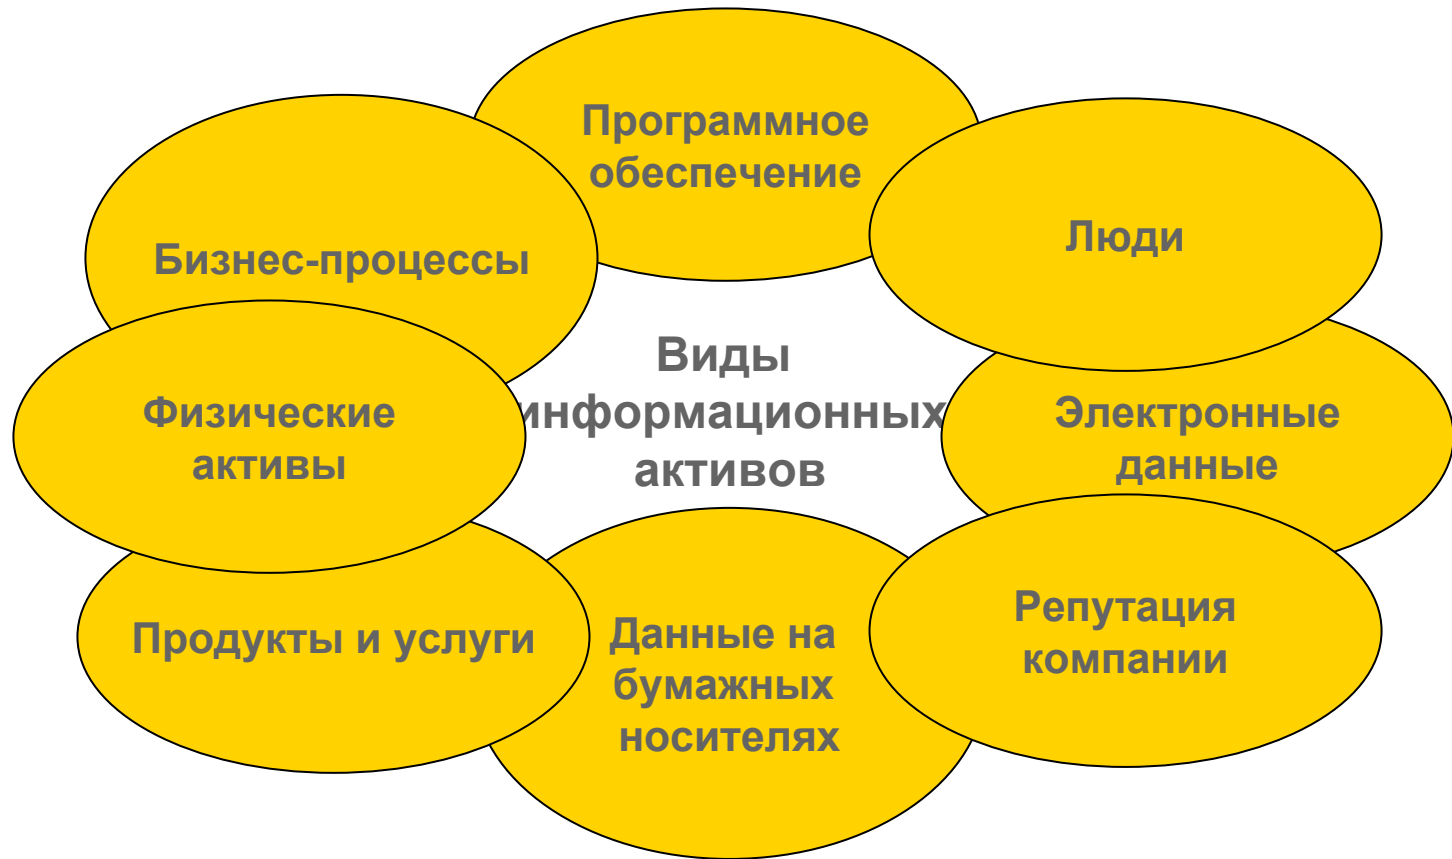 Программное
обеспечение
Люди
Бизнес-процессы
Виды
информационных
активов
Физические
активы
Электронные
данные
Продукты и услуги
Данные на
бумажных
носителях
Репутация
компании